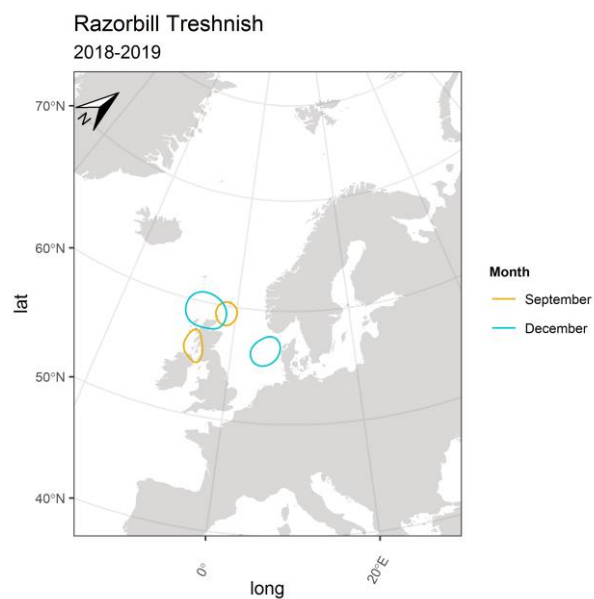 Razorbill Treshnish
2018-2019
N
70°N
60°N
50°N
40°N
lat
0°
20°E
long
Month
September
December